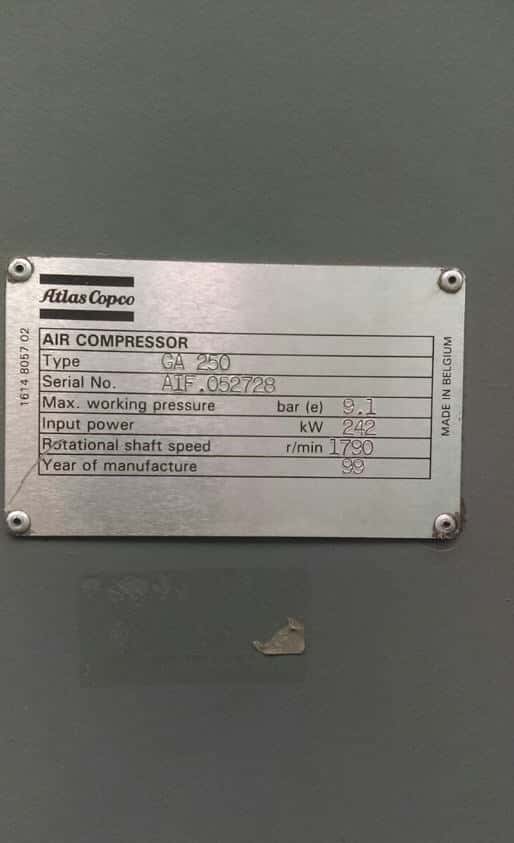 Atlas Copco
AIR COMPRESSOR
Type GA 250
Serial No. AIF.052728
Max. working pressure bar (e) 9.1
Input power kW 242
Rotational shaft speed r/min 1790
Year of manufacture 99
1614 8057 02
MADE IN BELGIUM